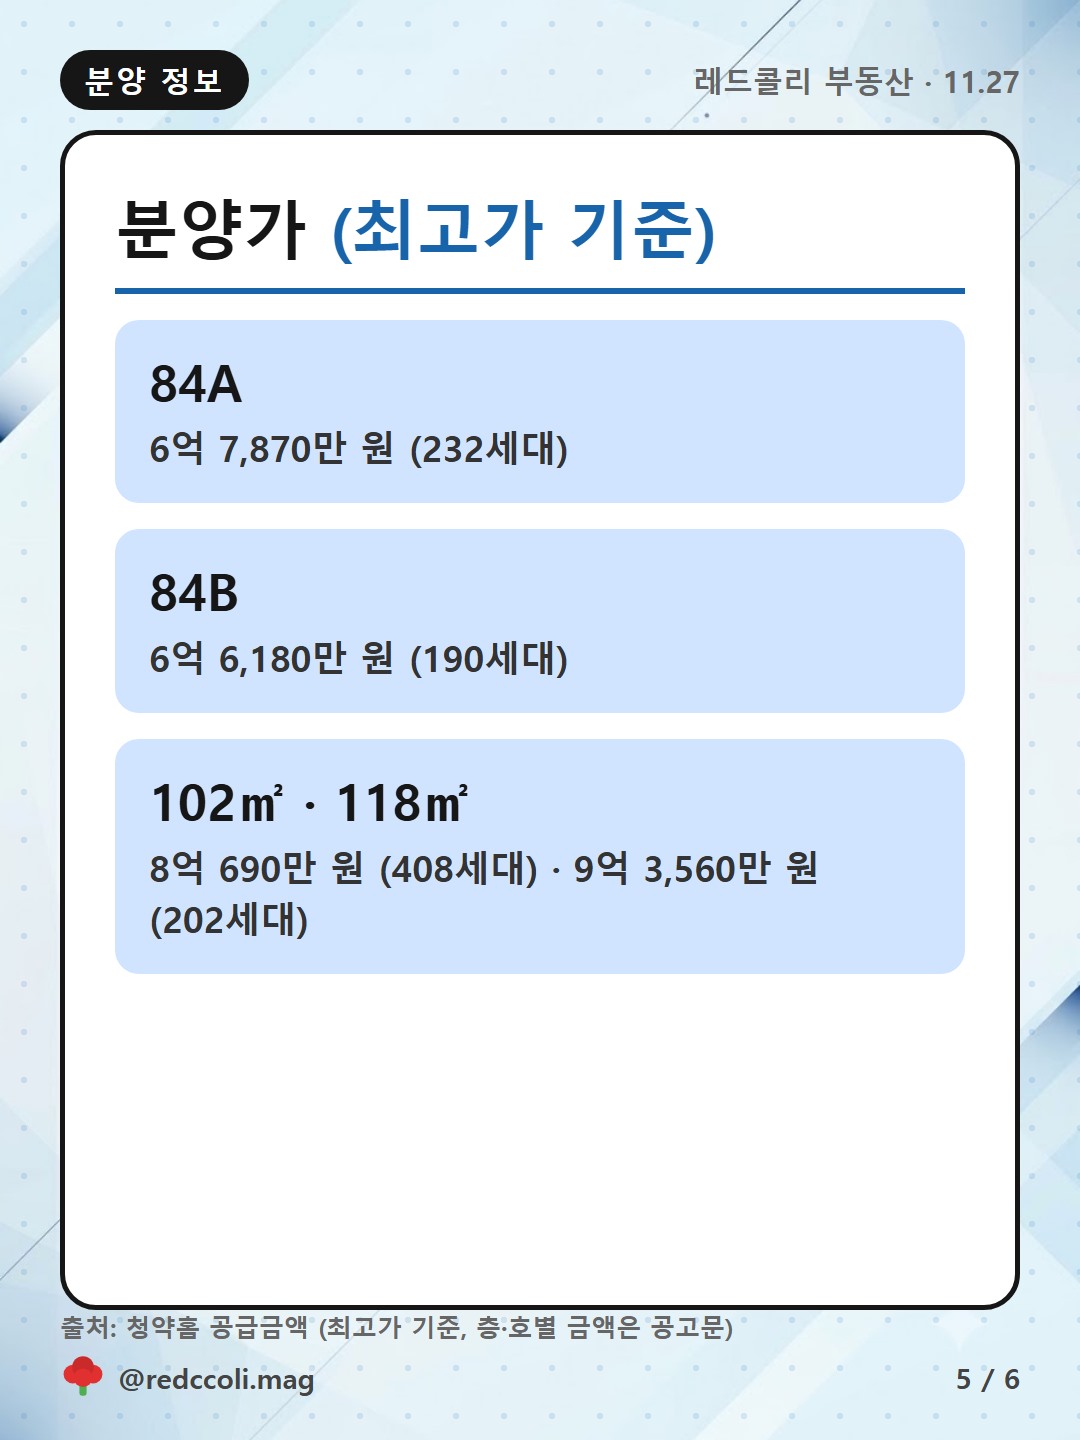 분양 정보
레드콜리 부동산 · 11.27
분양가 (최고가 기준)
84A
6억 7,870만 원 (232세대)
84B
6억 6,180만 원 (190세대)
102㎡ · 118㎡
8억 690만 원 (408세대) · 9억 3,560만 원
(202세대)
출처: 청약홈 공급금액 (최고가 기준, 층·호별 금액은 공고문)
@redccoli.mag
5 / 6